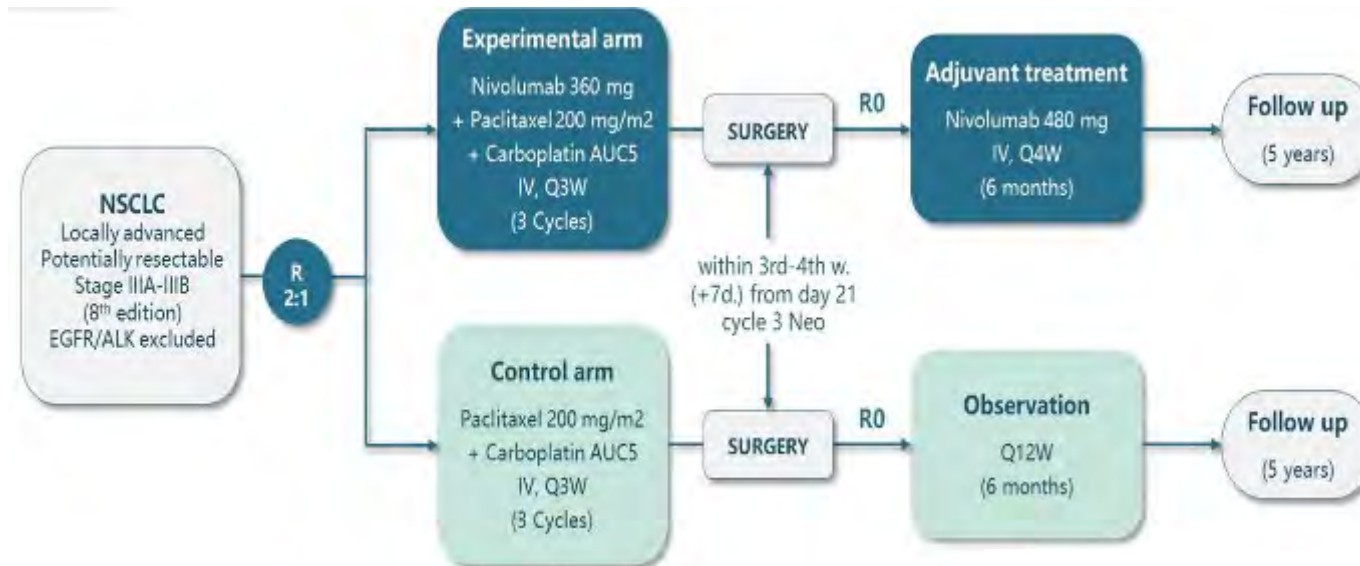 NSCLC
Locally advanced
Potentially resectable
Stage IIIA-IIIB
(8th edition)
EGFR/ALK excluded
R
2:1
Experimental arm
Nivolumab 360 mg
+ Paclitaxel 200 mg/m2
+ Carboplatin AUC5
IV, Q3W
(3 Cycles)
SURGERY
R0
Adjuvant treatment
Nivolumab 480 mg
IV, Q4W
(6 months)
Follow up
(5 years)
within 3rd-4th w.
(+7d.) from day 21
cycle 3 Neo
Control arm
Paclitaxel 200 mg/m2
+ Carboplatin AUC5
IV, Q3W
(3 Cycles)
SURGERY
R0
Observation
Q12W
(6 months)
Follow up
(5 years)